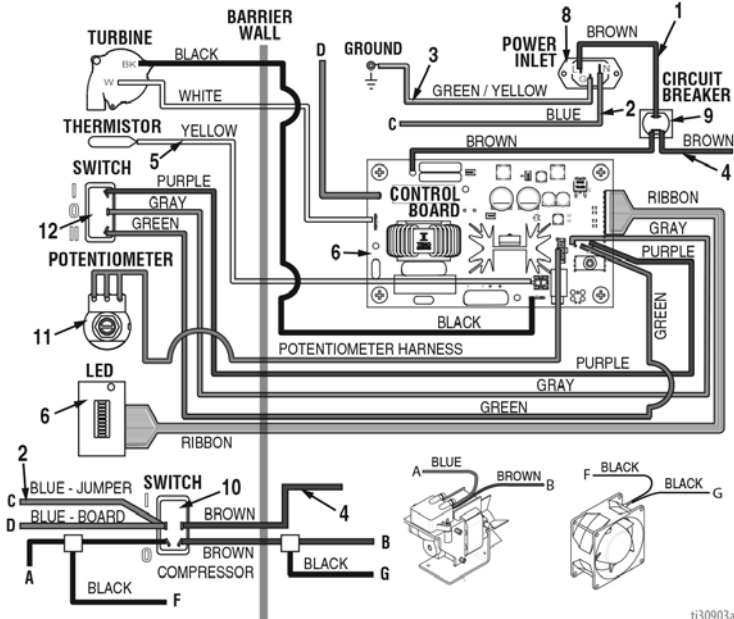 BARRIER
WALL
TURBINE
BK
BLACK
W
WHITE
THERMISTOR
YELLOW
5
SWITCH
I
0
II
12
PURPLE
GRAY
GREEN
POTENTIOMETER
11
LED
6
RIBBON
D
GROUND
3
GREEN / YELLOW
POWER
INLET
8
L
N
G
BROWN
1
CIRCUIT
BREAKER
9
BLUE
2
C
BROWN
BROWN
4
CONTROL
BOARD
6
RIBBON
GRAY
PURPLE
GREEN
BLACK
POTENTIOMETER HARNESS
PURPLE
GRAY
GREEN
2
C
BLUE - JUMPER
D
BLUE - BOARD
SWITCH
I
0
10
BROWN
4
BROWN
COMPRESSOR
A
BLACK
F
B
BLACK
G
A
BLUE
BROWN
B
F
BLACK
BLACK
G
ti30903a